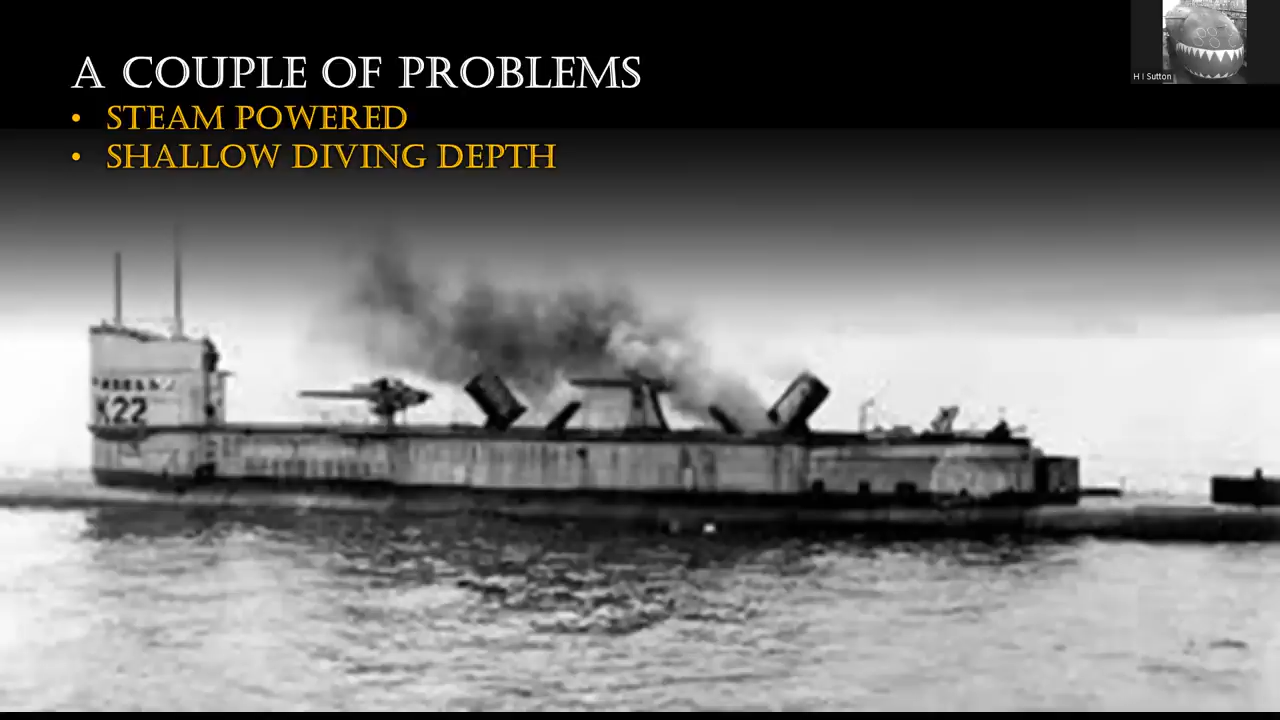 A COUPLE OF PROBLEMS
• STEAM POWERED
• SHALLOW DIVING DEPTH
H I Sutton
K22